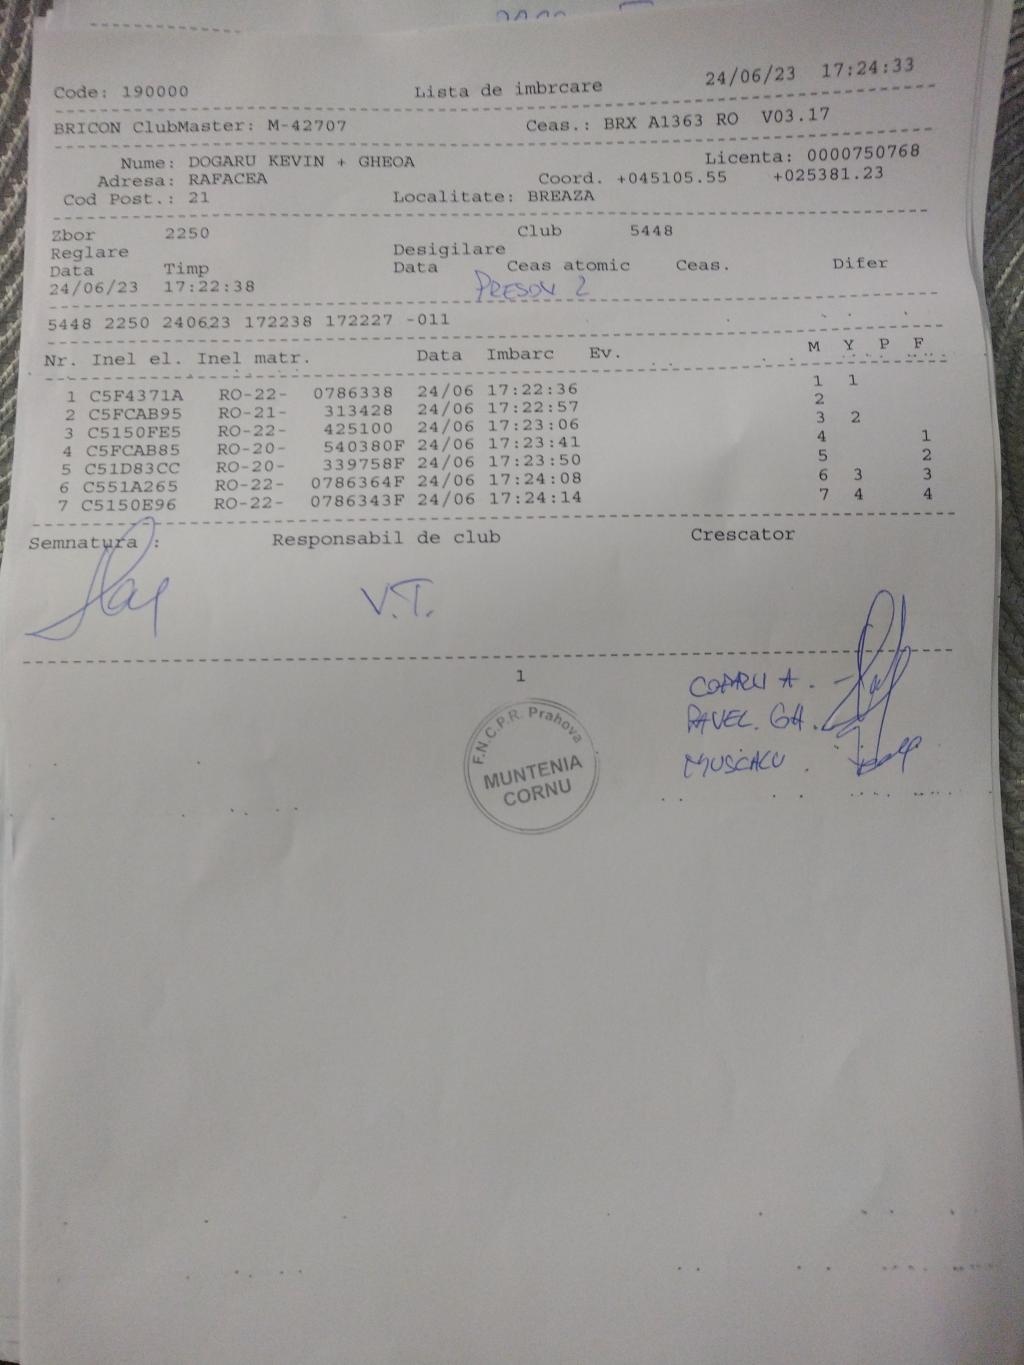 Code: 190000 Lista de imbrcare 24/06/23 17:24:33
BRICON ClubMaster: M-42707 Ceas.: BRX A1363 RO V03.17
Nume: DOGARU KEVIN + GHEOA Licenta: 0000750768
Adresa: RAFACEA Coord. +045105.55 +025381.23
Cod Post.: 21 Localitate: BREAZA
Zbor 2250 Club 5448
Reglare Desigilare
Data Timp Data Ceas atomic Ceas. Difer
24/06/23 17:22:38 PRESOV 2
5448 2250 240623 172238 172227 -011
Nr. Inel el. Inel matr. Data Imbarc Ev. M Y P F
1 C5F4371A RO-22- 0786338 24/06 17:22:36 1 1
2 C5FCAB95 RO-21- 313428 24/06 17:22:57 2
3 C5150FE5 RO-22- 425100 24/06 17:23:06 3 2
4 C5FCAB85 RO-20- 540380F 24/06 17:23:41 4 1
5 C51D83CC RO-20- 339758F 24/06 17:23:50 5 2
6 C551A265 RO-22- 0786364F 24/06 17:24:08 6 3 3
7 C5150E96 RO-22- 0786343F 24/06 17:24:14 7 4 4
Semnatura : Responsabil de club Crescator
V.T.
1
PAVEL. GH.
MUSCALU
F.N.C.P.R. Prahova
MUNTENIA
CORNU